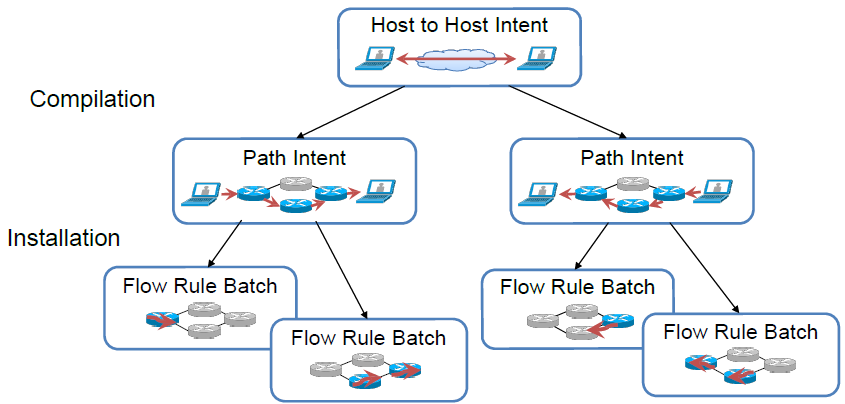 Host to Host Intent
Compilation
Path Intent
Path Intent
Installation
Flow Rule Batch
Flow Rule Batch
Flow Rule Batch
Flow Rule Batch